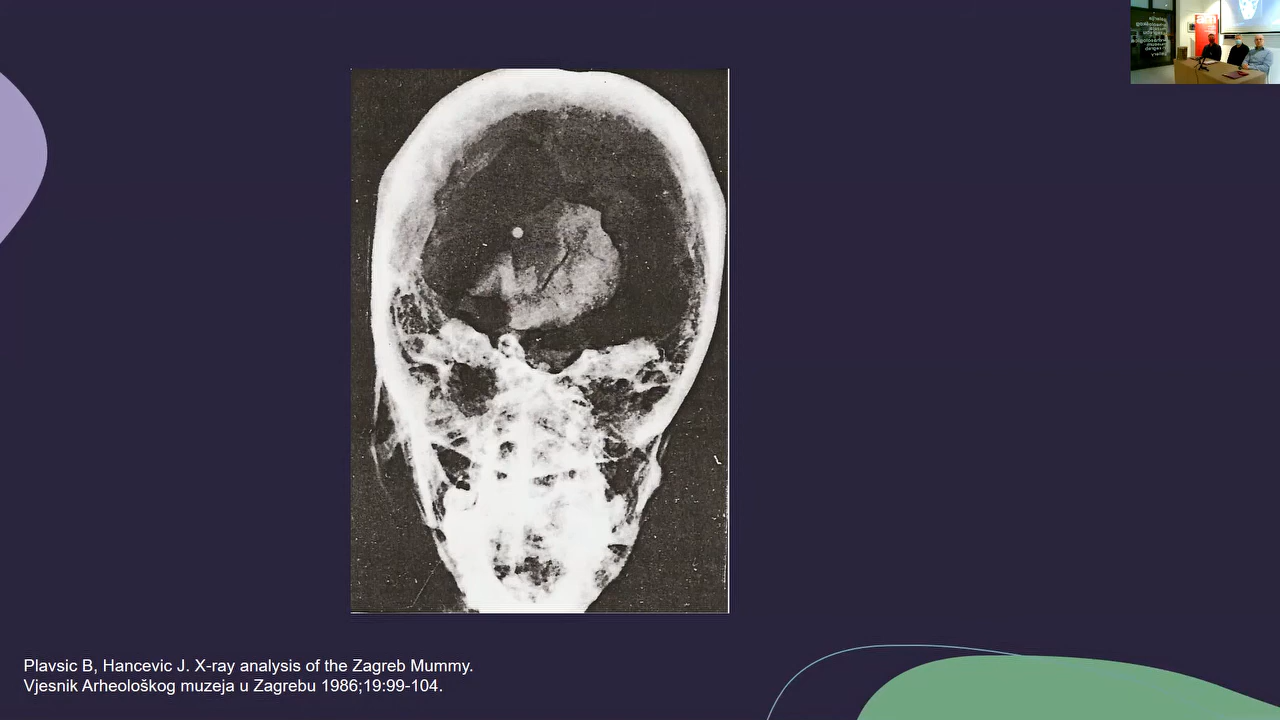 Plavsic B, Hancevic J. X-ray analysis of the Zagreb Mummy.
Vjesnik Arheološkog muzeja u Zagrebu 1986;19:99-104.